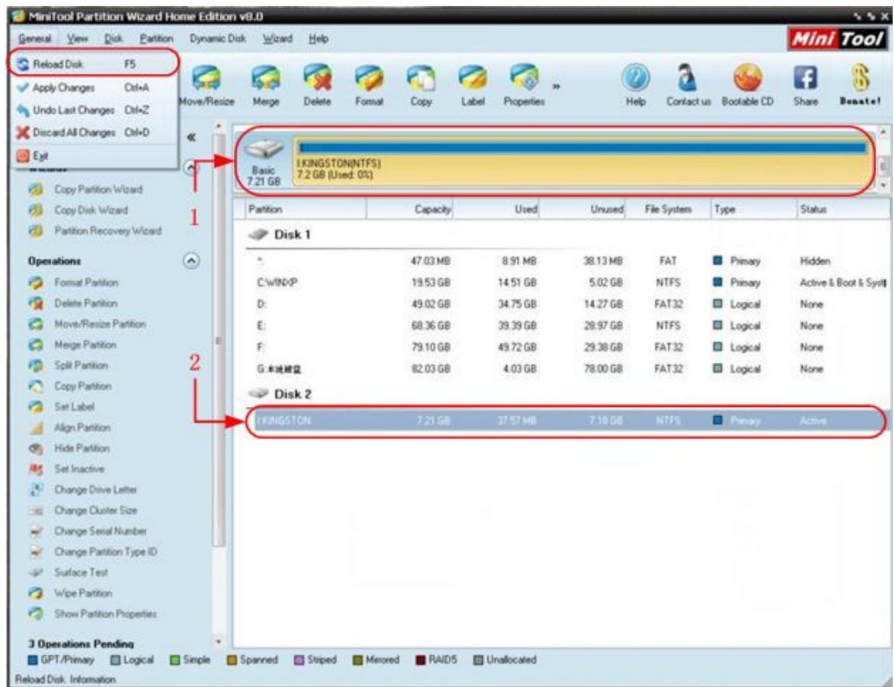 MiniTool Partition Wizard Home Edition v8.0
General View Disk Partition Dynamic Disk Wizard Help
Mini Tool
Reload Disk F5
Apply Changes Ctrl+A
Undo Last Changes Ctrl+Z
Discard All Changes Ctrl+D
Exit
Move/Resize Merge Delete Format Copy Label Properties » Help Contact us Bootable CD Share Donate!
«
1
Basic
7.21 GB
I:KINGSTON(NTFS)
7.2 GB (Used: 0%)
Copy Partition Wizard
Copy Disk Wizard
Partition Recovery Wizard
Operations
Format Partition
Delete Partition
Move/Resize Partition
Merge Partition
Split Partition
Copy Partition
Set Label
Align Partition
Hide Partition
Set Inactive
Change Drive Letter
Change Cluster Size
Change Serial Number
Change Partition Type ID
Surface Test
Wipe Partition
Show Partition Properties
3 Operations Pending
2
Partition Capacity Used Unused File System Type Status
Disk 1
*: 47.03 MB 8.91 MB 38.13 MB FAT Primary Hidden
C:WINXP 19.53 GB 14.51 GB 5.02 GB NTFS Primary Active & Boot & Syst
D: 49.02 GB 34.75 GB 14.27 GB FAT32 Logical None
E: 68.36 GB 39.39 GB 28.97 GB NTFS Logical None
F: 79.10 GB 49.72 GB 29.38 GB FAT32 Logical None
G: 82.03 GB 4.03 GB 78.00 GB FAT32 Logical None
Disk 2
I:KINGSTON 7.21 GB 37.57 MB 7.18 GB NTFS Primary Active
GPT/Primary Logical Simple Spanned Striped Mirrored RAID5 Unallocated
Reload Disk Information